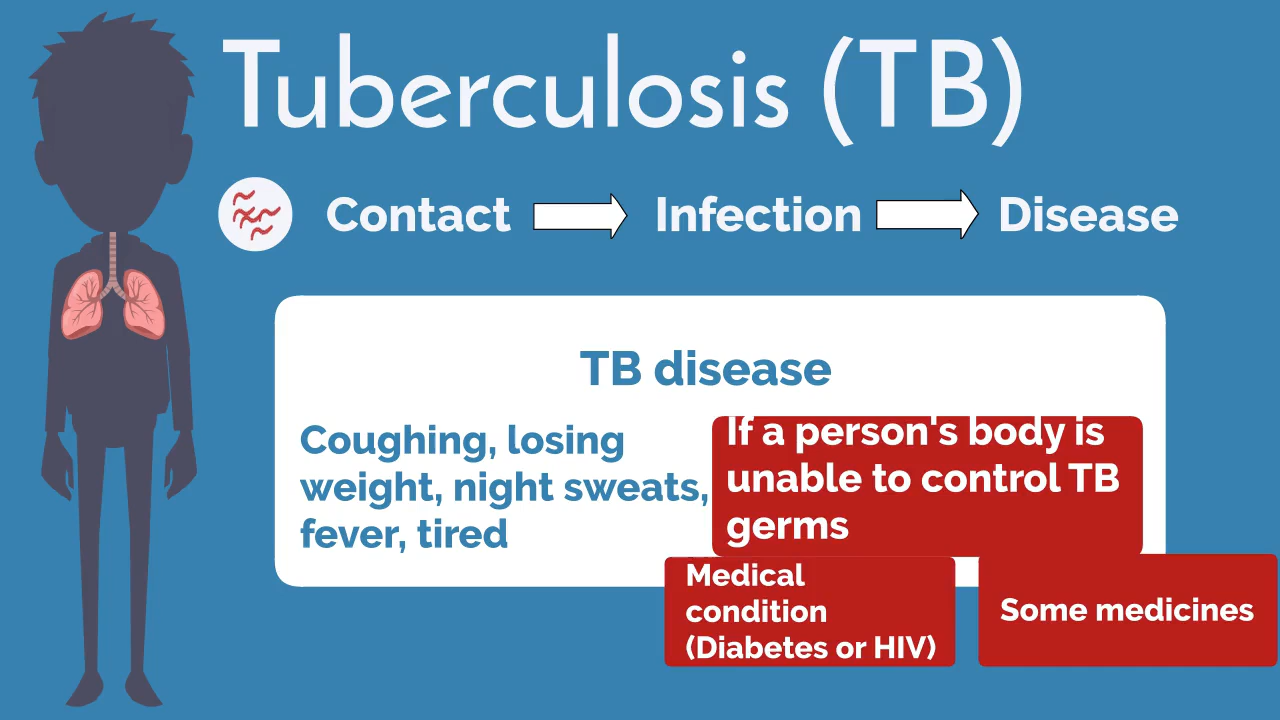 Tuberculosis (TB)
Contact Infection Disease
TB disease
Coughing, losing
weight, night sweats,
fever, tired
If a person's body is
unable to control TB
germs
Medical
condition
(Diabetes or HIV)
Some medicines